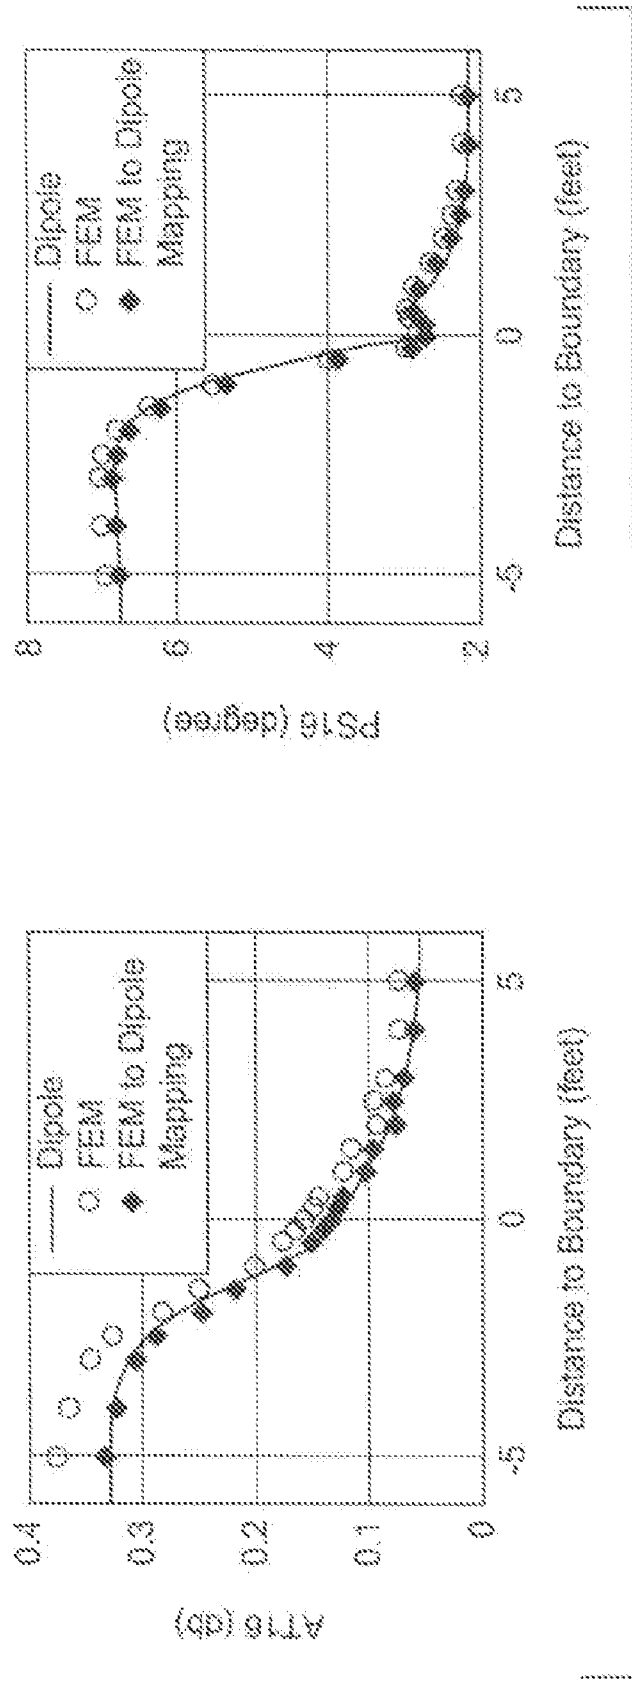 0.4
0.3
0.2
0.1
0
AT16 (db)
Dipole
FEM
FEM to Dipole
Mapping
-5
0
5
Distance to Boundary (feet)
.8
.6
.4
.2
PS16 (degree)
Dipole
FEM
FEM to Dipole
Mapping
-5
0
5
Distance to Boundary (feet)